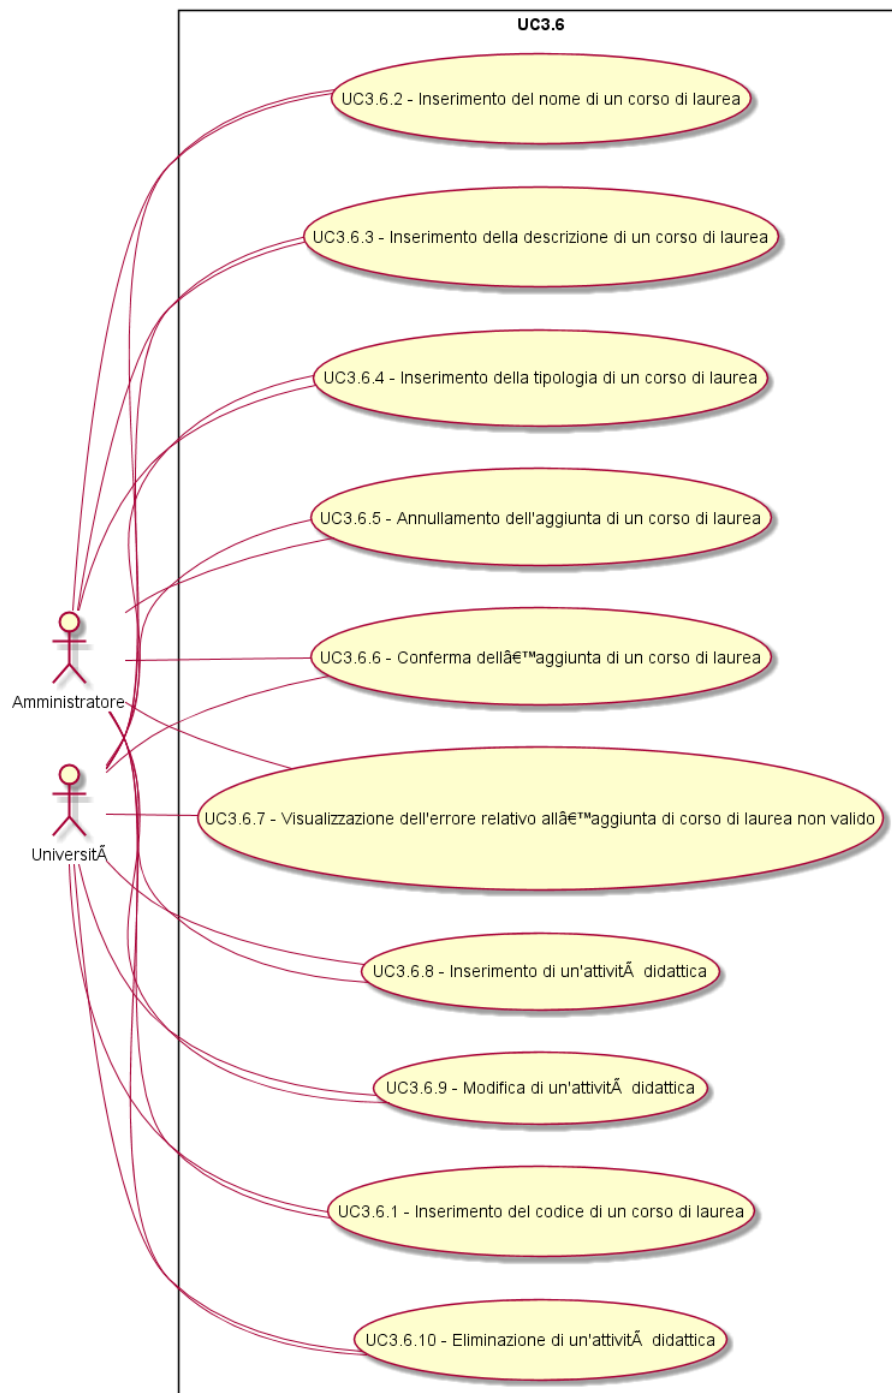 UC3.6
UC3.6.2 - Inserimento del nome di un corso di laurea
UC3.6.3 - Inserimento della descrizione di un corso di laurea
UC3.6.4 - Inserimento della tipologia di un corso di laurea
UC3.6.5 - Annullamento dell'aggiunta di un corso di laurea
UC3.6.6 - Conferma dellâ€™aggiunta di un corso di laurea
Amministratore
UC3.6.7 - Visualizzazione dell'errore relativo allâ€™aggiunta di corso di laurea non valido
UniversitÃ
UC3.6.8 - Inserimento di un'attivitÃ  didattica
UC3.6.9 - Modifica di un'attivitÃ  didattica
UC3.6.1 - Inserimento del codice di un corso di laurea
UC3.6.10 - Eliminazione di un'attivitÃ  didattica